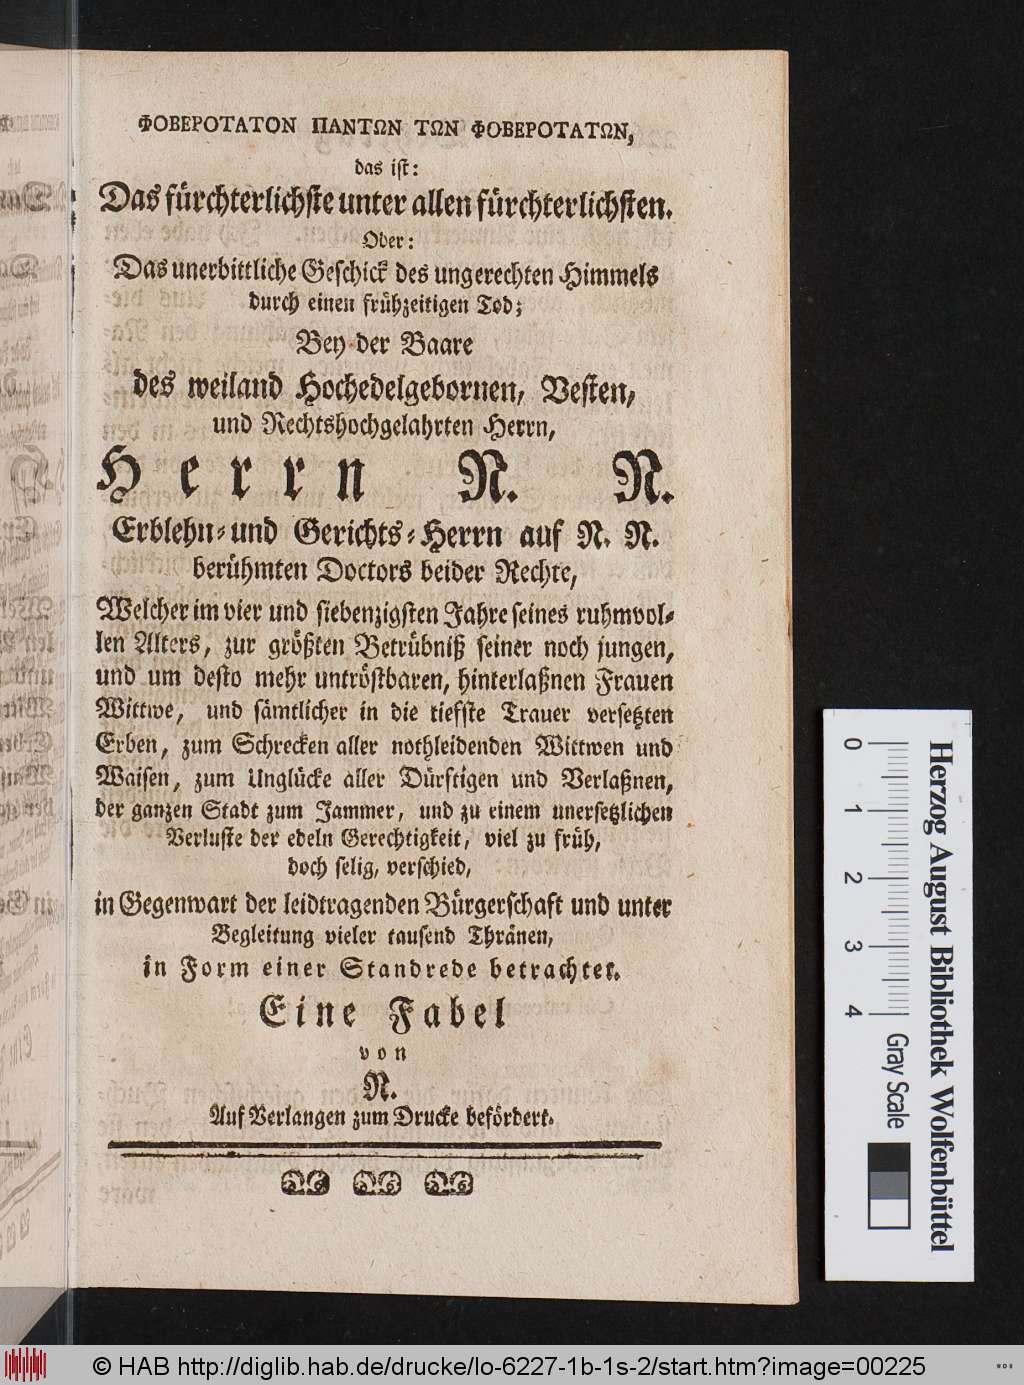 ΦΟΒΕΡΟΤΑΤΟΝ ΠΑΝΤΩΝ ΤΩΝ ΦΟΒΕΡΟΤΑΤΩΝ,
das ist:
Das fürchterlichste unter allen fürchterlichsten.
Oder:
Das unerbittliche Geschick des ungerechten Himmels
durch einen frühzeitigen Tod;
Bey der Baare
des weiland Hochedelgebornen, Vesten,
und Rechtshochgelahrten Herrn,
Herrn N. N.
Erblehn- und Gerichts-Herrn auf N. N.
berühmten Doctors beider Rechte,
Welcher im vier und siebenzigsten Jahre seines ruhmvol-
len Alters, zur größten Betrübniß seiner noch jungen,
und um desto mehr untröstbaren, hinterlaßnen Frauen
Wittwe, und sämtlicher in die tiefste Trauer versetzten
Erben, zum Schrecken aller nothleidenden Wittwen und
Waisen, zum Unglücke aller Dürftigen und Verlaßnen,
der ganzen Stadt zum Jammer, und zu einem unersetzlichen
Verluste der edeln Gerechtigkeit, viel zu früh,
doch selig, verschied,
in Gegenwart der leidtragenden Bürgerschaft und unter
Begleitung vieler tausend Thränen,
in Form einer Standrede betrachtet.
Eine Fabel
von
N.
Auf Verlangen zum Drucke befördert.
0 1 2 3 4
Gray Scale
Herzog August Bibliothek Wolfenbüttel
© HAB http://diglib.hab.de/drucke/lo-6227-1b-1s-2/start.htm?image=00225